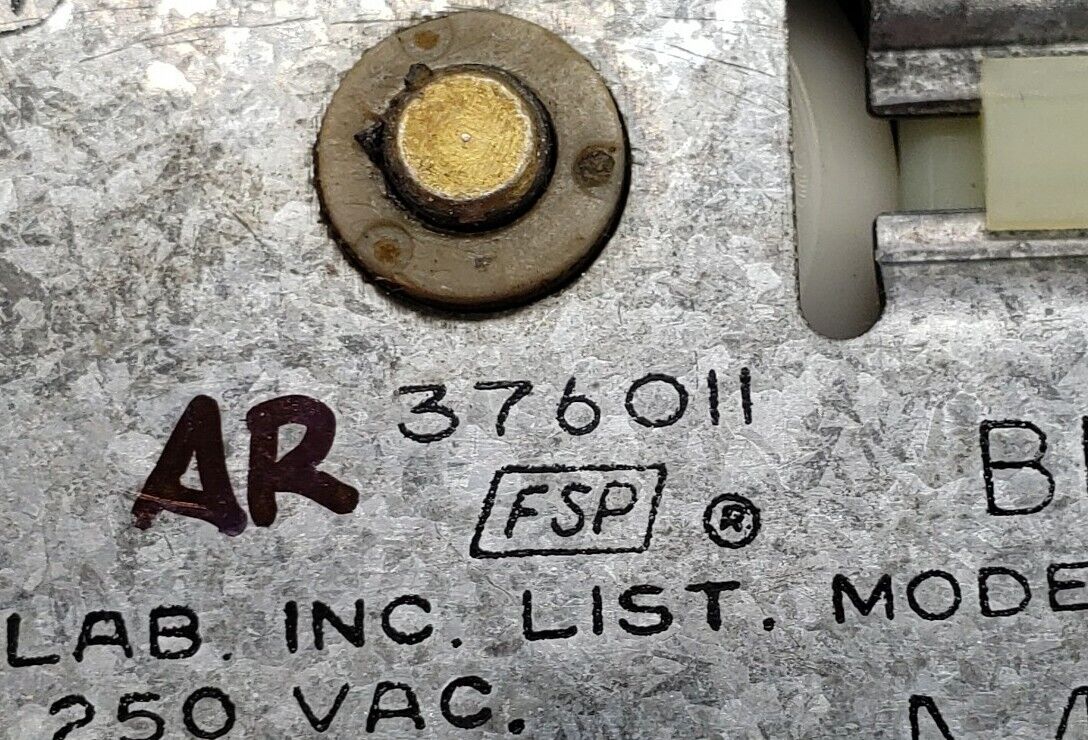 AR 376011
FSP ® B
LAB. INC. LIST. MODE
250 VAC.